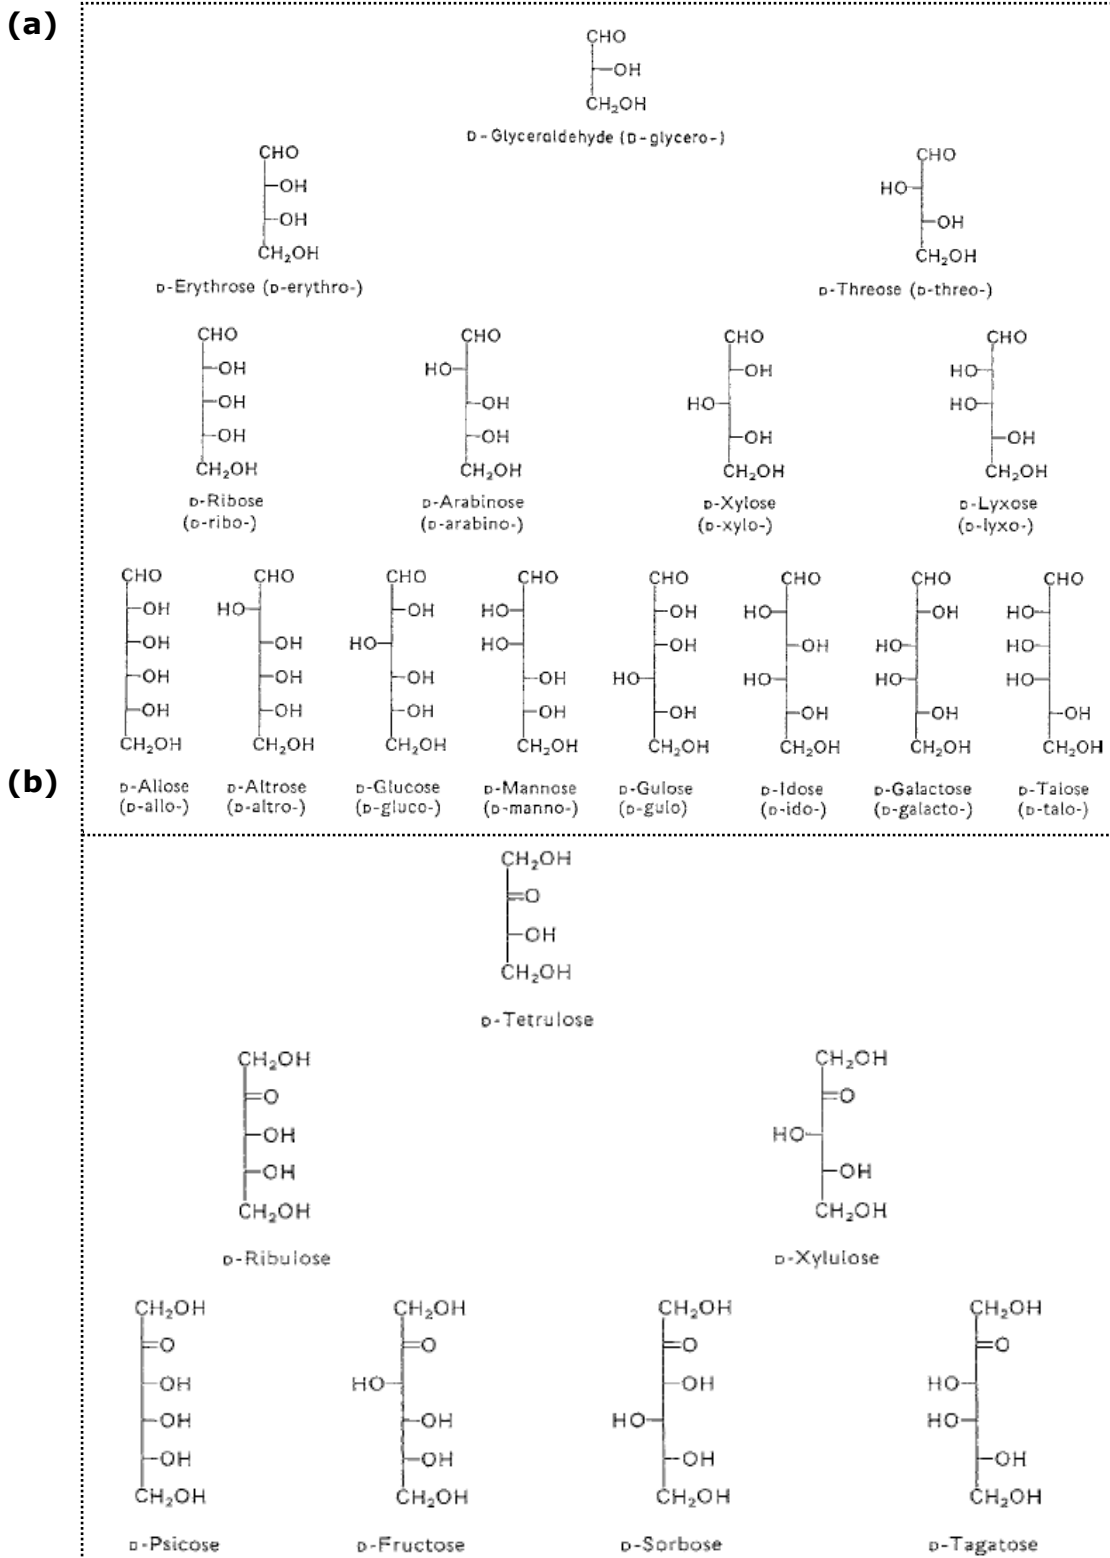 (a)
CHO
OH
CH₂OH
D-Glyceraldehyde (D-glycero-)
CHO
OH
OH
CH₂OH
D-Erythrose (D-erythro-)
CHO
HO
OH
CH₂OH
D-Threose (D-threo-)
CHO
OH
OH
OH
CH₂OH
D-Ribose
(D-ribo-)
CHO
HO
OH
OH
CH₂OH
D-Arabinose
(D-arabino-)
CHO
OH
HO
OH
CH₂OH
D-Xylose
(D-xylo-)
CHO
HO
HO
OH
CH₂OH
D-Lyxose
(D-lyxo-)
CHO
OH
OH
OH
OH
CH₂OH
D-Allose
(D-allo-)
CHO
HO
OH
OH
OH
CH₂OH
D-Altrose
(D-altro-)
CHO
OH
HO
OH
OH
CH₂OH
D-Glucose
(D-gluco-)
CHO
HO
HO
OH
OH
CH₂OH
D-Mannose
(D-manno-)
CHO
OH
OH
HO
OH
CH₂OH
D-Gulose
(D-gulo)
CHO
HO
OH
HO
OH
CH₂OH
D-Idose
(D-ido-)
CHO
OH
HO
HO
OH
CH₂OH
D-Galactose
(D-galacto-)
CHO
HO
HO
HO
OH
CH₂OH
D-Taiose
(D-talo-)
(b)
CH₂OH
O
OH
CH₂OH
D-Tetrulose
CH₂OH
O
OH
OH
CH₂OH
D-Ribulose
CH₂OH
O
HO
OH
CH₂OH
D-Xylulose
CH₂OH
O
OH
OH
OH
CH₂OH
D-Psicose
CH₂OH
O
HO
OH
OH
CH₂OH
D-Fructose
CH₂OH
O
OH
HO
OH
CH₂OH
D-Sorbose
CH₂OH
O
HO
HO
OH
CH₂OH
D-Tagatose